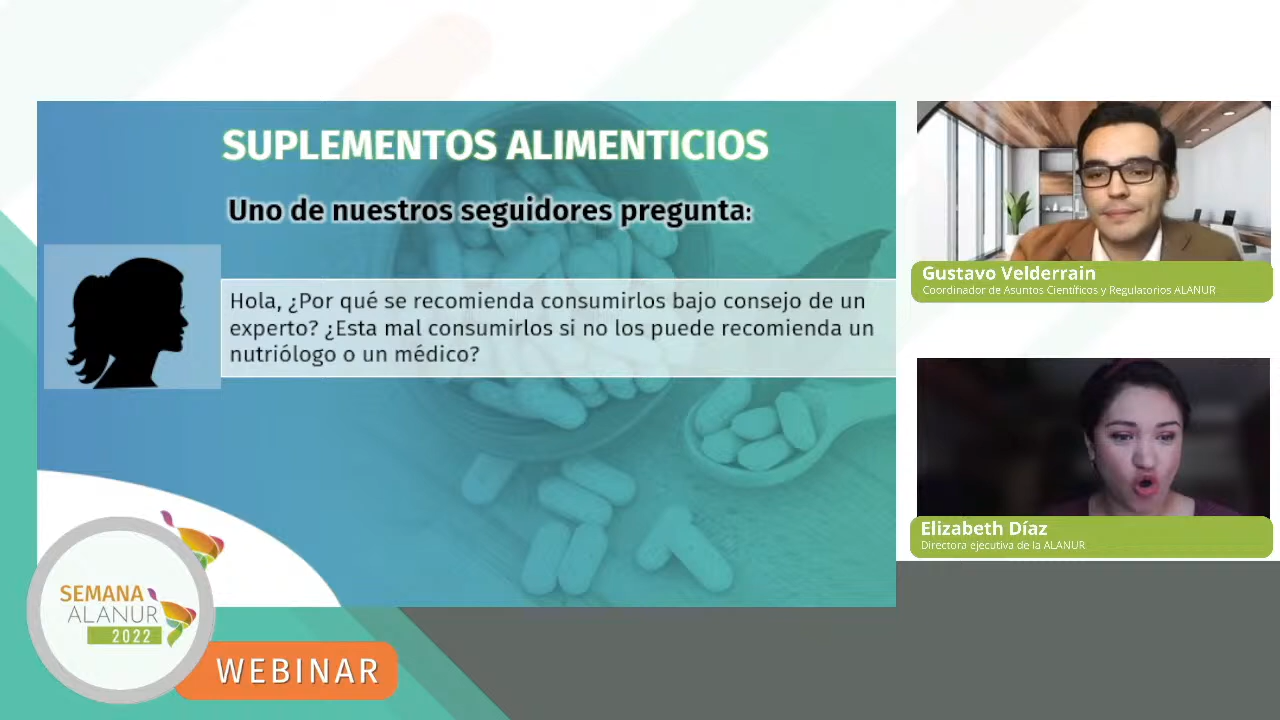 SUPLEMENTOS ALIMENTICIOS
Uno de nuestros seguidores pregunta:
Hola, ¿Por qué se recomienda consumirlos bajo consejo de un
experto? ¿Esta mal consumirlos si no los puede recomienda un
nutriólogo o un médico?
Gustavo Velderrain
Coordinador de Asuntos Científicos y Regulatorios ALANUR
Elizabeth Díaz
Directora ejecutiva de la ALANUR
SEMANA
ALANUR
2022
WEBINAR